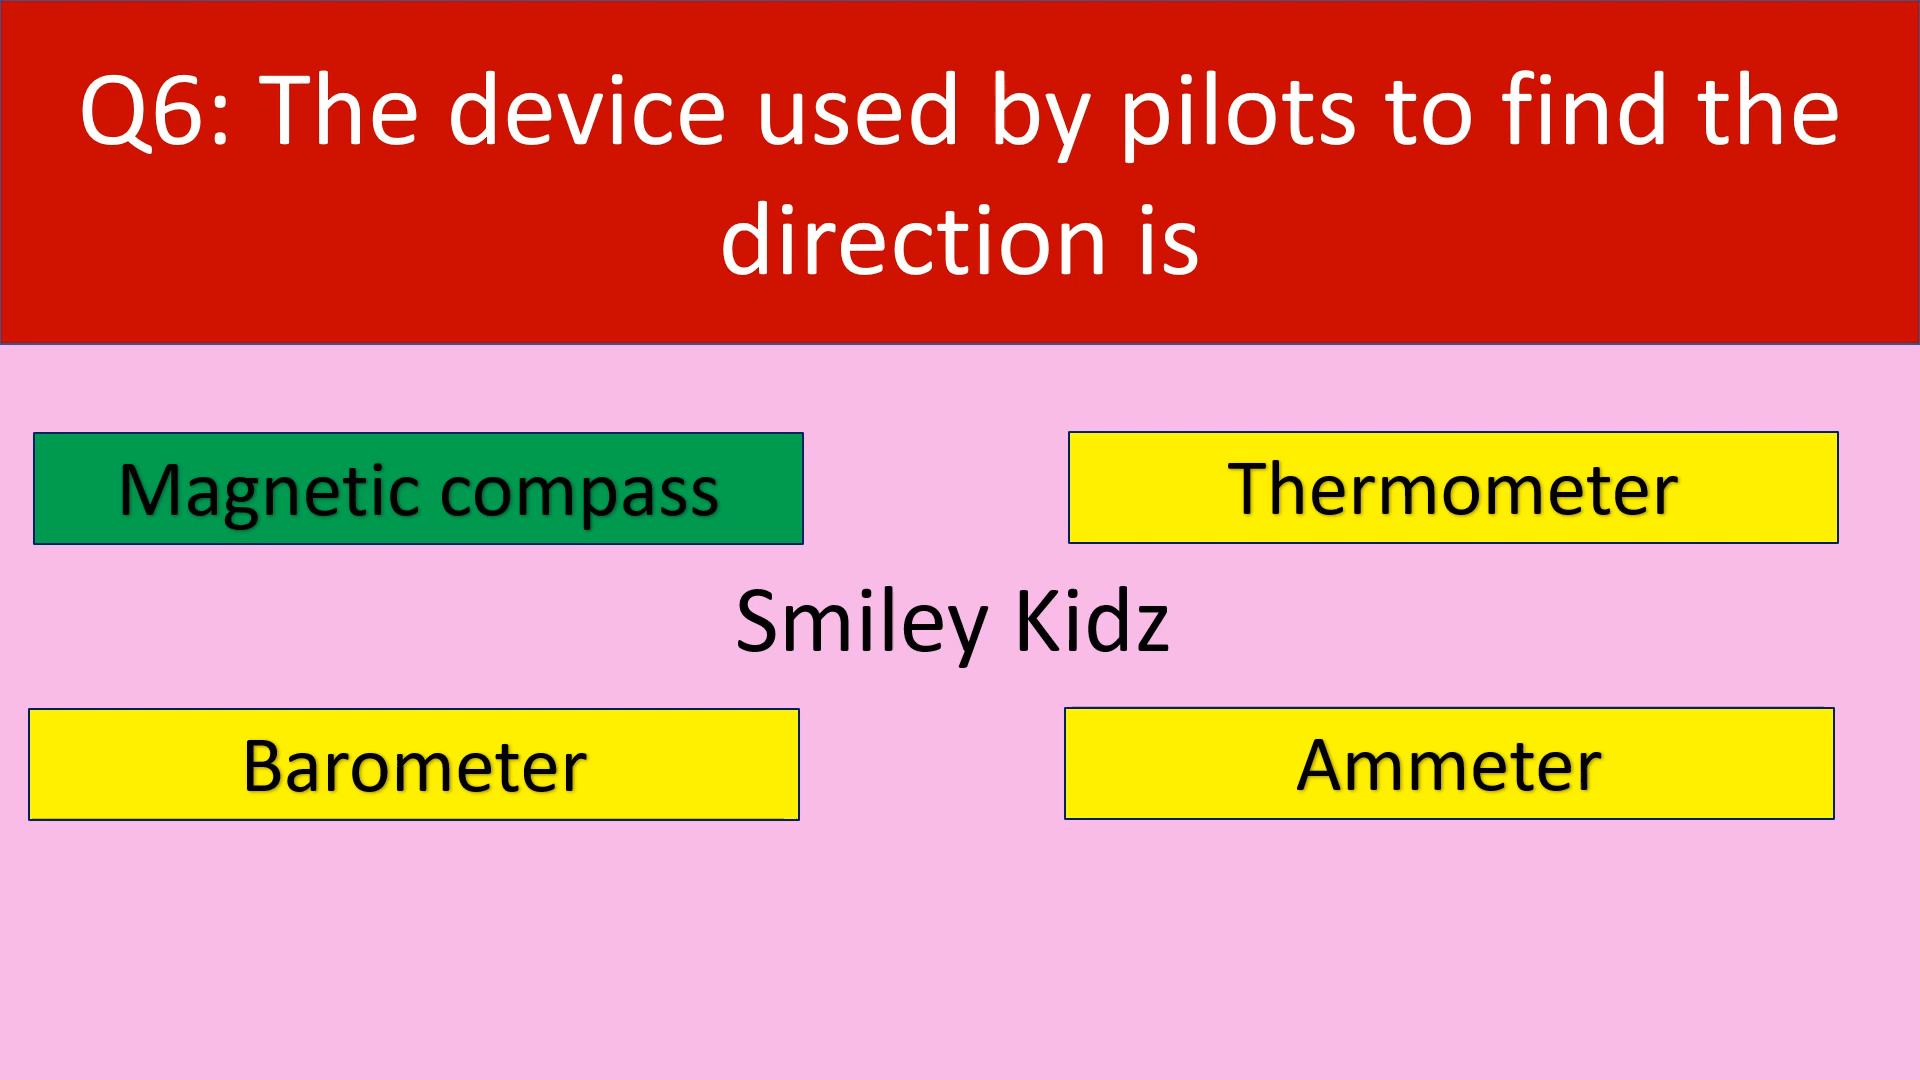 Q6: The device used by pilots to find the
direction is
Magnetic compass
Thermometer
Smiley Kidz
Barometer
Ammeter